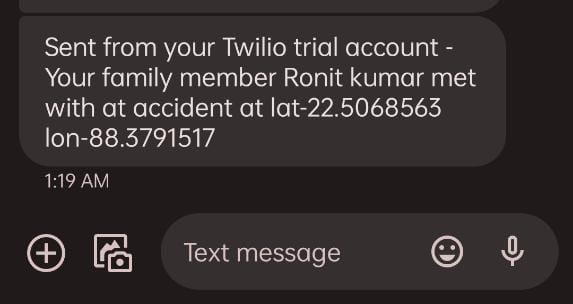 Sent from your Twilio trial account -
Your family member Ronit kumar met
with at accident at lat-22.5068563
lon-88.3791517
1:19 AM
Text message